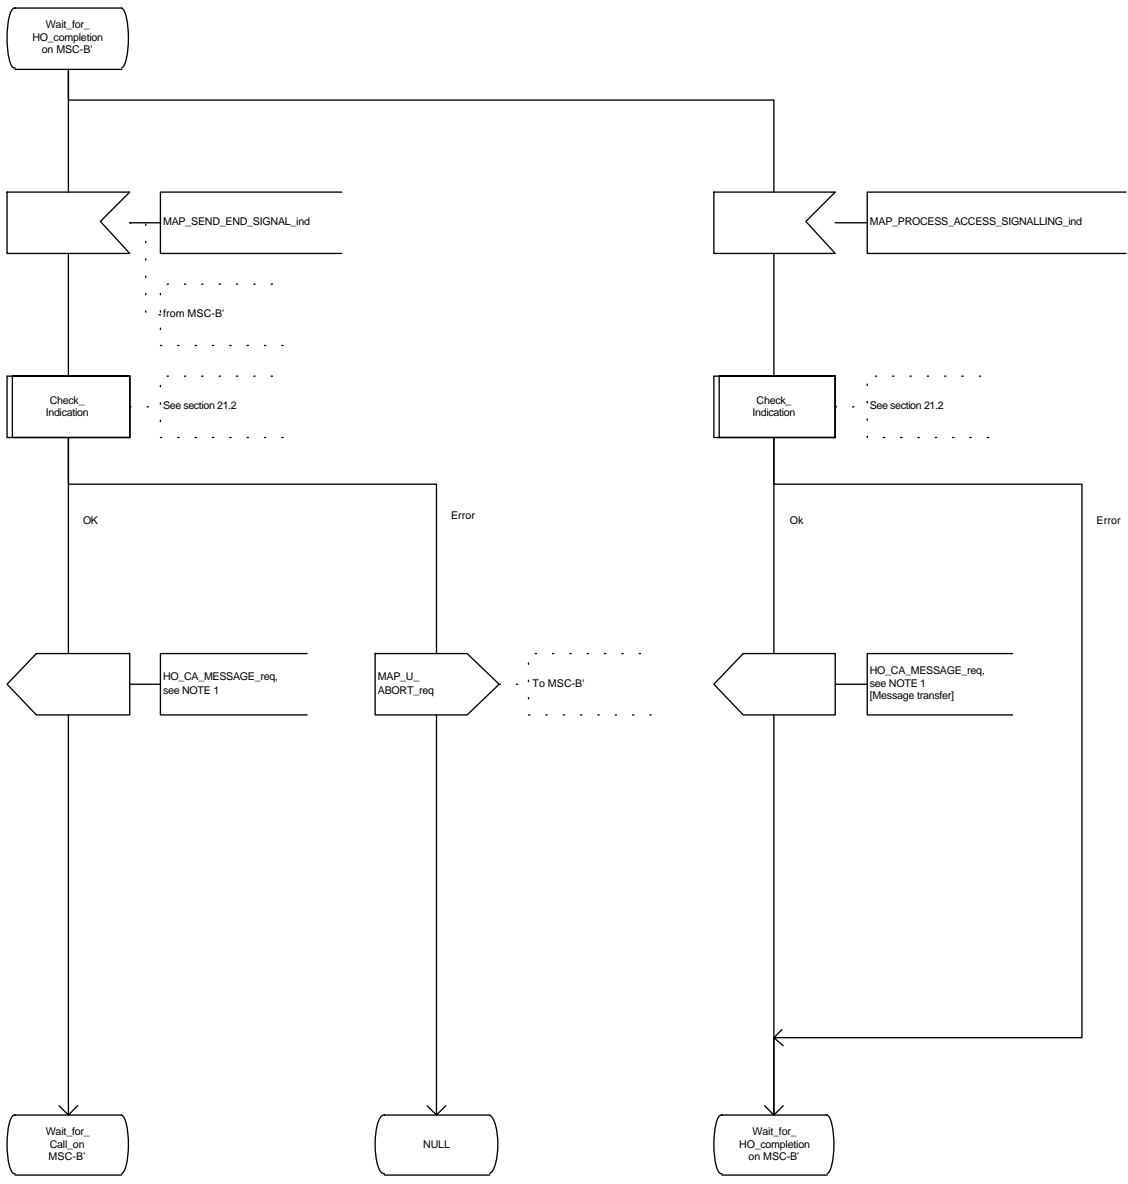 Wait_for_
HO_completion
on MSC-B'
MAP_SEND_END_SIGNAL_ind
MAP_PROCESS_ACCESS_SIGNALLING_ind
from MSC-B'
Check_
Indication
See section 21.2
Check_
Indication
See section 21.2
OK
Error
Ok
Error
HO_CA_MESSAGE_req,
see NOTE 1
MAP_U_
ABORT_req
To MSC-B'
HO_CA_MESSAGE_req,
see NOTE 1
[Message transfer]
Wait_for_
Call_on
MSC-B'
NULL
Wait_for_
HO_completion
on MSC-B'